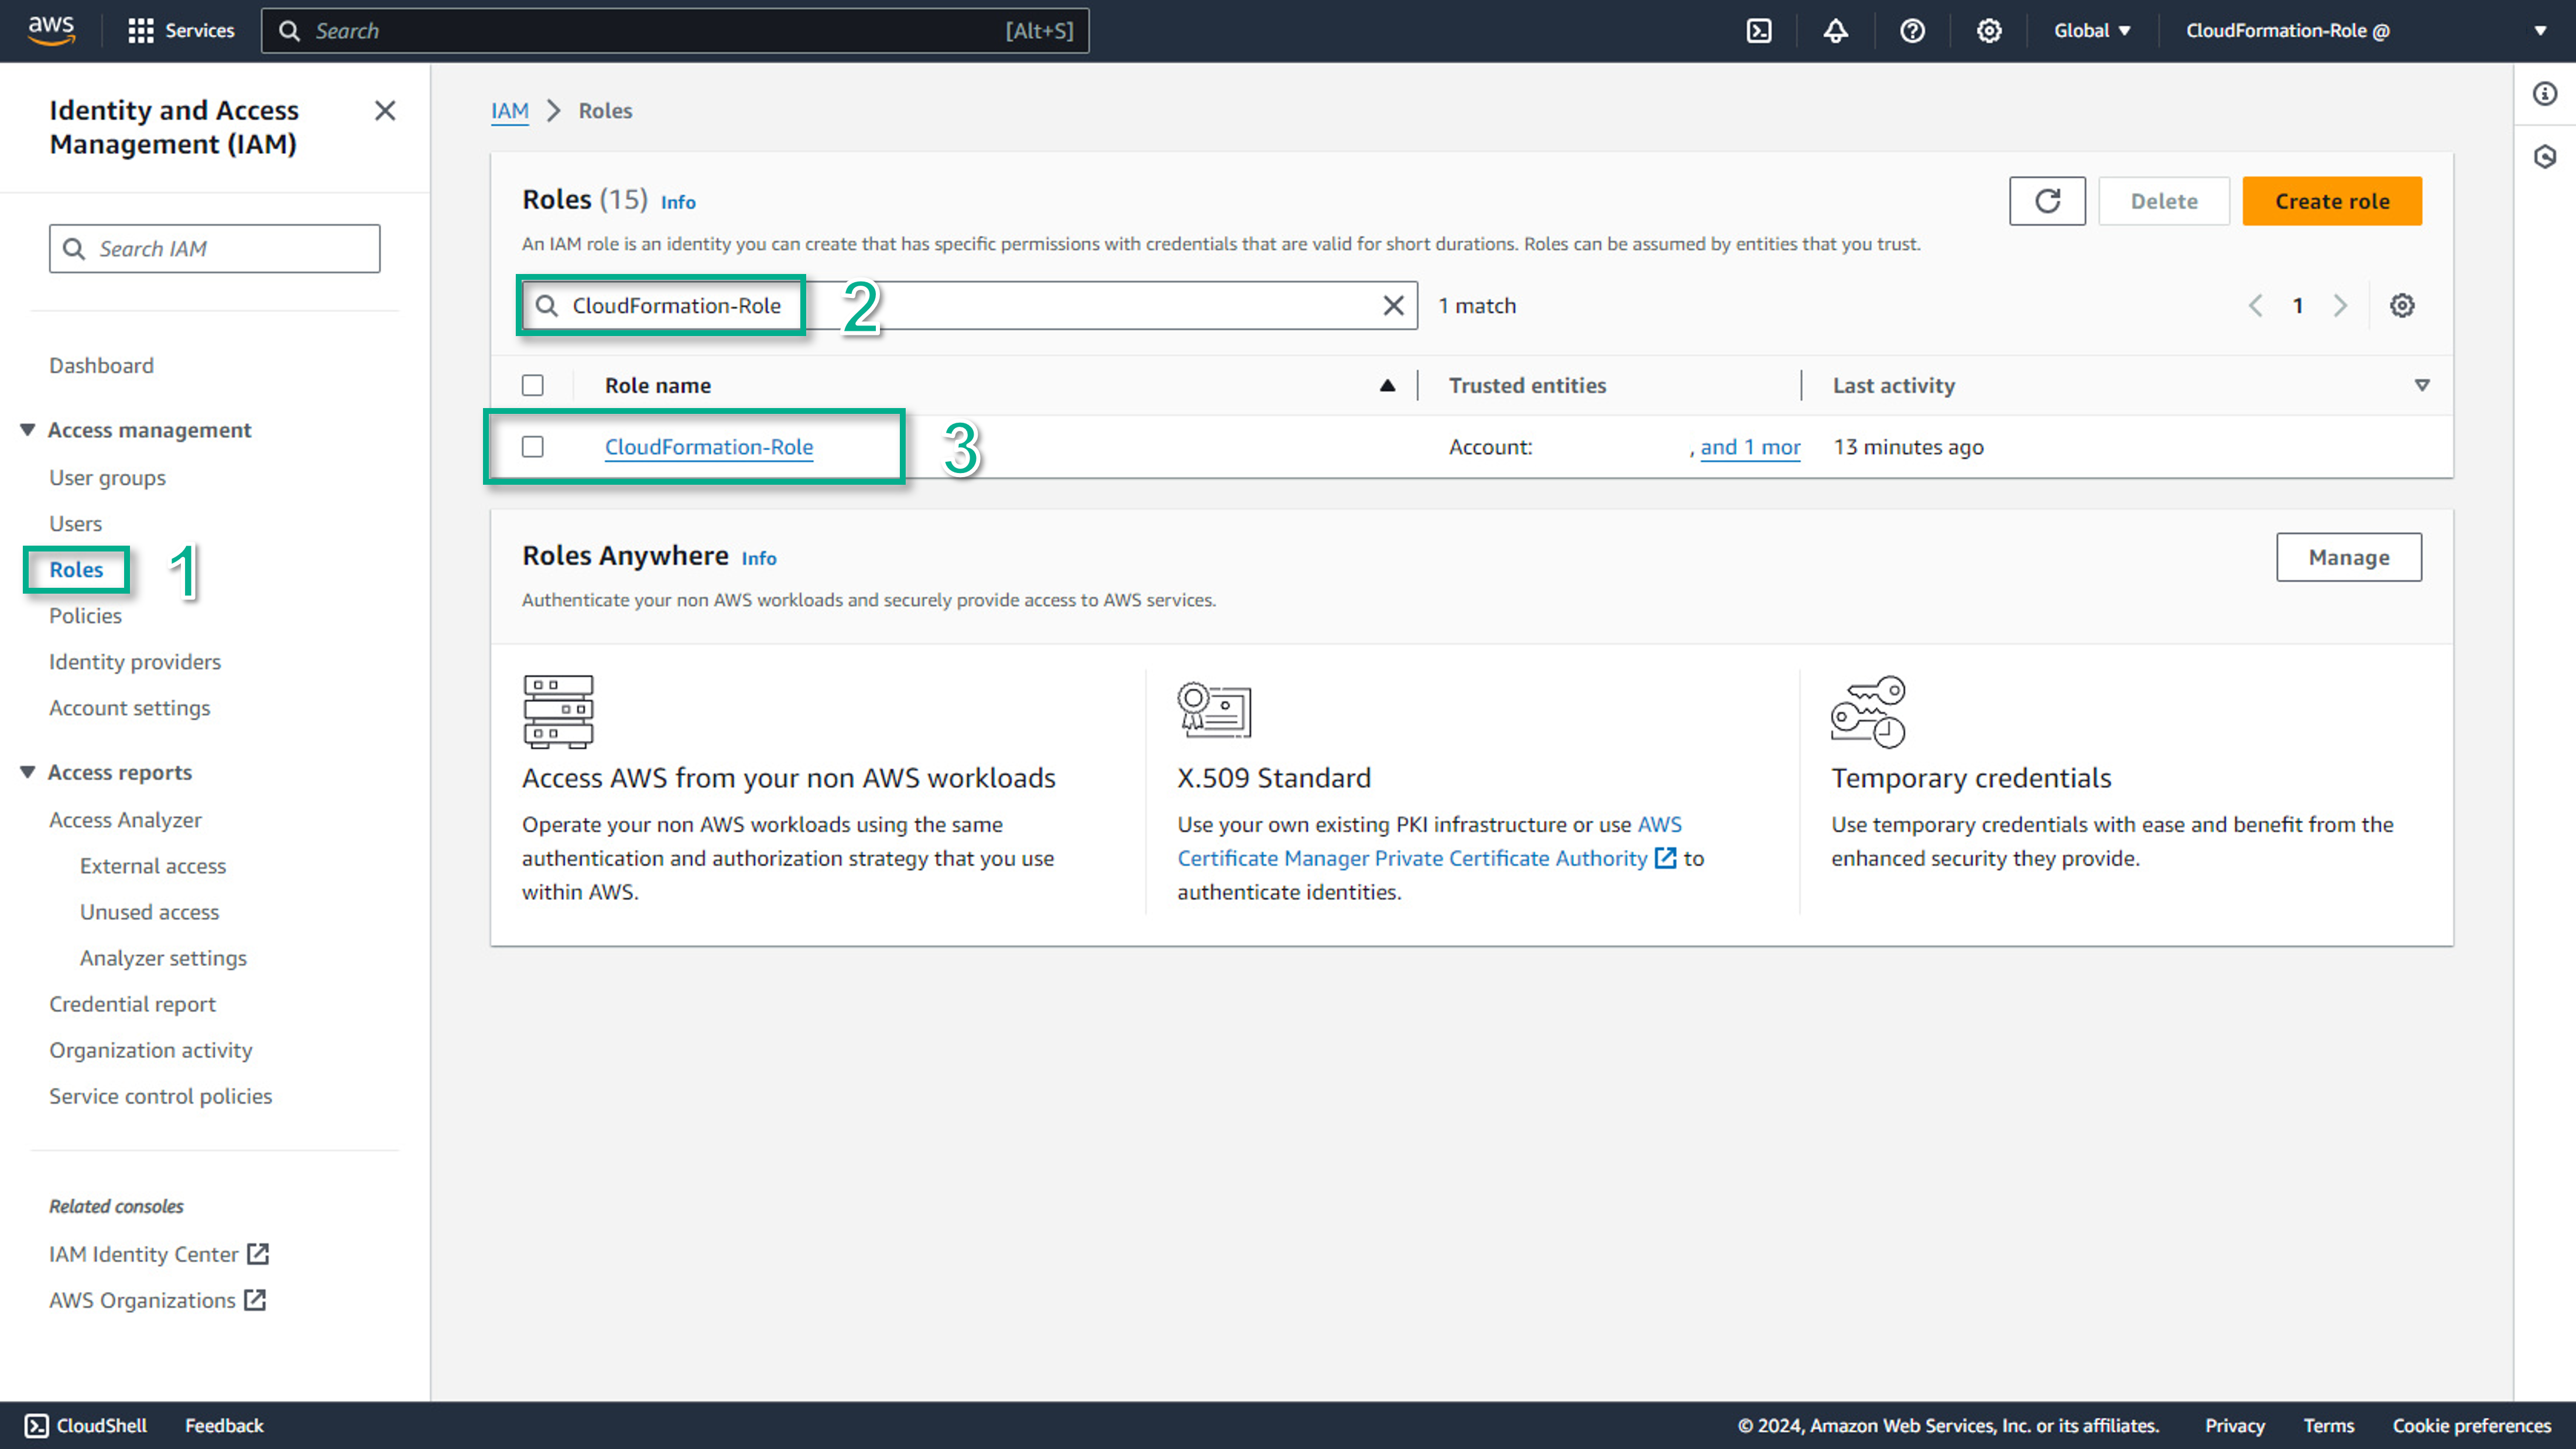 aws
Services
Search
[Alt+S]
Global
CloudFormation-Role @
Identity and Access
Management (IAM)
Search IAM
Dashboard
Access management
User groups
Users
Roles
1
Policies
Identity providers
Account settings
Access reports
Access Analyzer
External access
Unused access
Analyzer settings
Credential report
Organization activity
Service control policies
Related consoles
IAM Identity Center
AWS Organizations
IAM > Roles
Roles (15) Info
Delete
Create role
An IAM role is an identity you can create that has specific permissions with credentials that are valid for short durations. Roles can be assumed by entities that you trust.
CloudFormation-Role
2
1 match
1
Role name
Trusted entities
Last activity
CloudFormation-Role
3
Account: , and 1 mor
13 minutes ago
Roles Anywhere Info
Manage
Authenticate your non AWS workloads and securely provide access to AWS services.
Access AWS from your non AWS workloads
Operate your non AWS workloads using the same
authentication and authorization strategy that you use
within AWS.
X.509 Standard
Use your own existing PKI infrastructure or use AWS
Certificate Manager Private Certificate Authority to
authenticate identities.
Temporary credentials
Use temporary credentials with ease and benefit from the
enhanced security they provide.
CloudShell
Feedback
© 2024, Amazon Web Services, Inc. or its affiliates.
Privacy
Terms
Cookie preferences